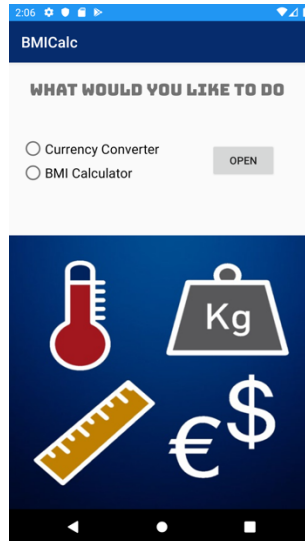 2:06
BMICalc
WHAT WOULD YOU LIKE TO DO
Currency Converter
OPEN
BMI Calculator
Kg
€$